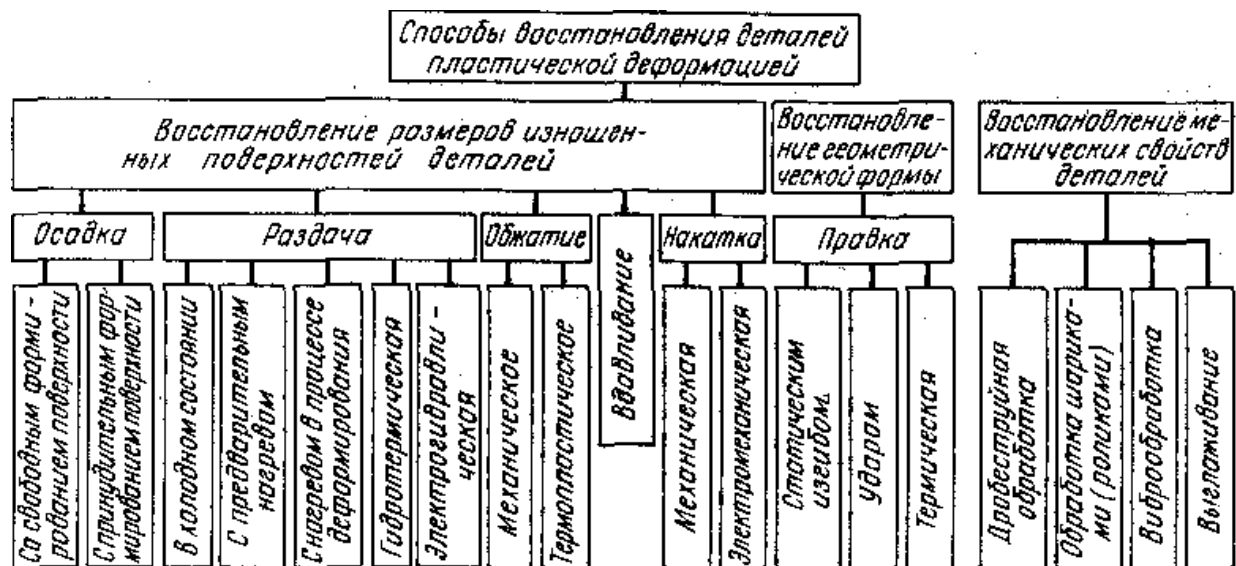 Способы восстановления деталей
пластической деформацией
Восстановление размеров изношен-
ных поверхностей деталей
Восстановле-
ние геометри-
ческой формы
Восстановление ме-
ханических свойств
деталей
Осадка
Раздача
Обжатие
Вдавливание
Накатка
Правка
Со свободным форми-
рованием поверхности
С принудительным фор-
мированием поверхности
В холодном состоянии
С предварительным
нагревом
С нагревом в процессе
деформирования
Гидротермическая
Электрогидравли-
ческая
Механическое
Термопластическое
Механическая
Электромеханическая
Статическим
изгибом
Ударом
Термическая
Дробеструйная
обработка
Обработка шарика-
ми (роликами)
Виброобработка
Выглаживание